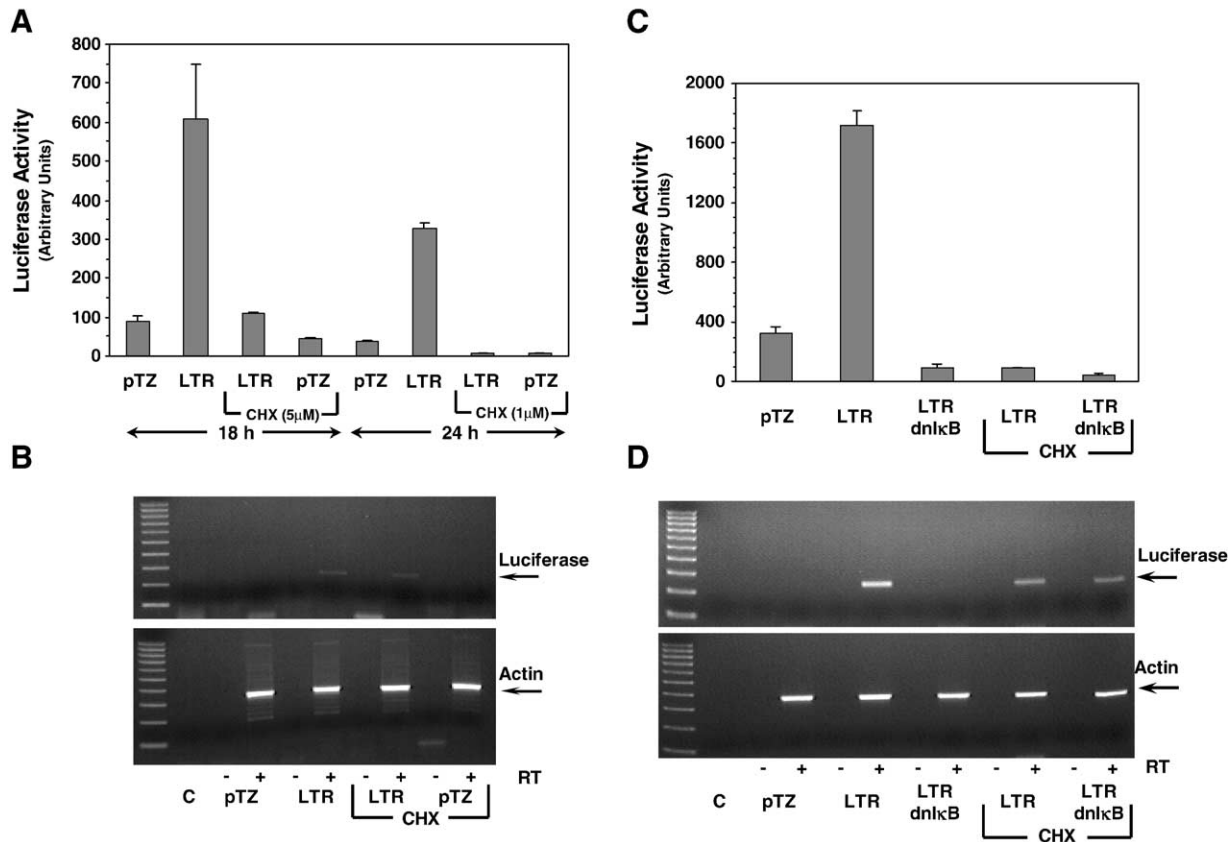 A
Luciferase Activity
(Arbitrary Units)
800
700
600
500
400
300
200
100
0
pTZ LTR LTR pTZ pTZ LTR LTR pTZ
CHX (5μM) CHX (1μM)
18 h 24 h
B
Luciferase
Actin
- + - + - + - + RT
C pTZ LTR LTR pTZ
CHX
C
Luciferase Activity
(Arbitrary Units)
2000
1600
1200
800
400
0
pTZ LTR LTR LTR LTR
dnIκB dnIκB
CHX
D
Luciferase
Actin
- + - + - + - + - + RT
C pTZ LTR LTR LTR LTR
dnIκB dnIκB
CHX